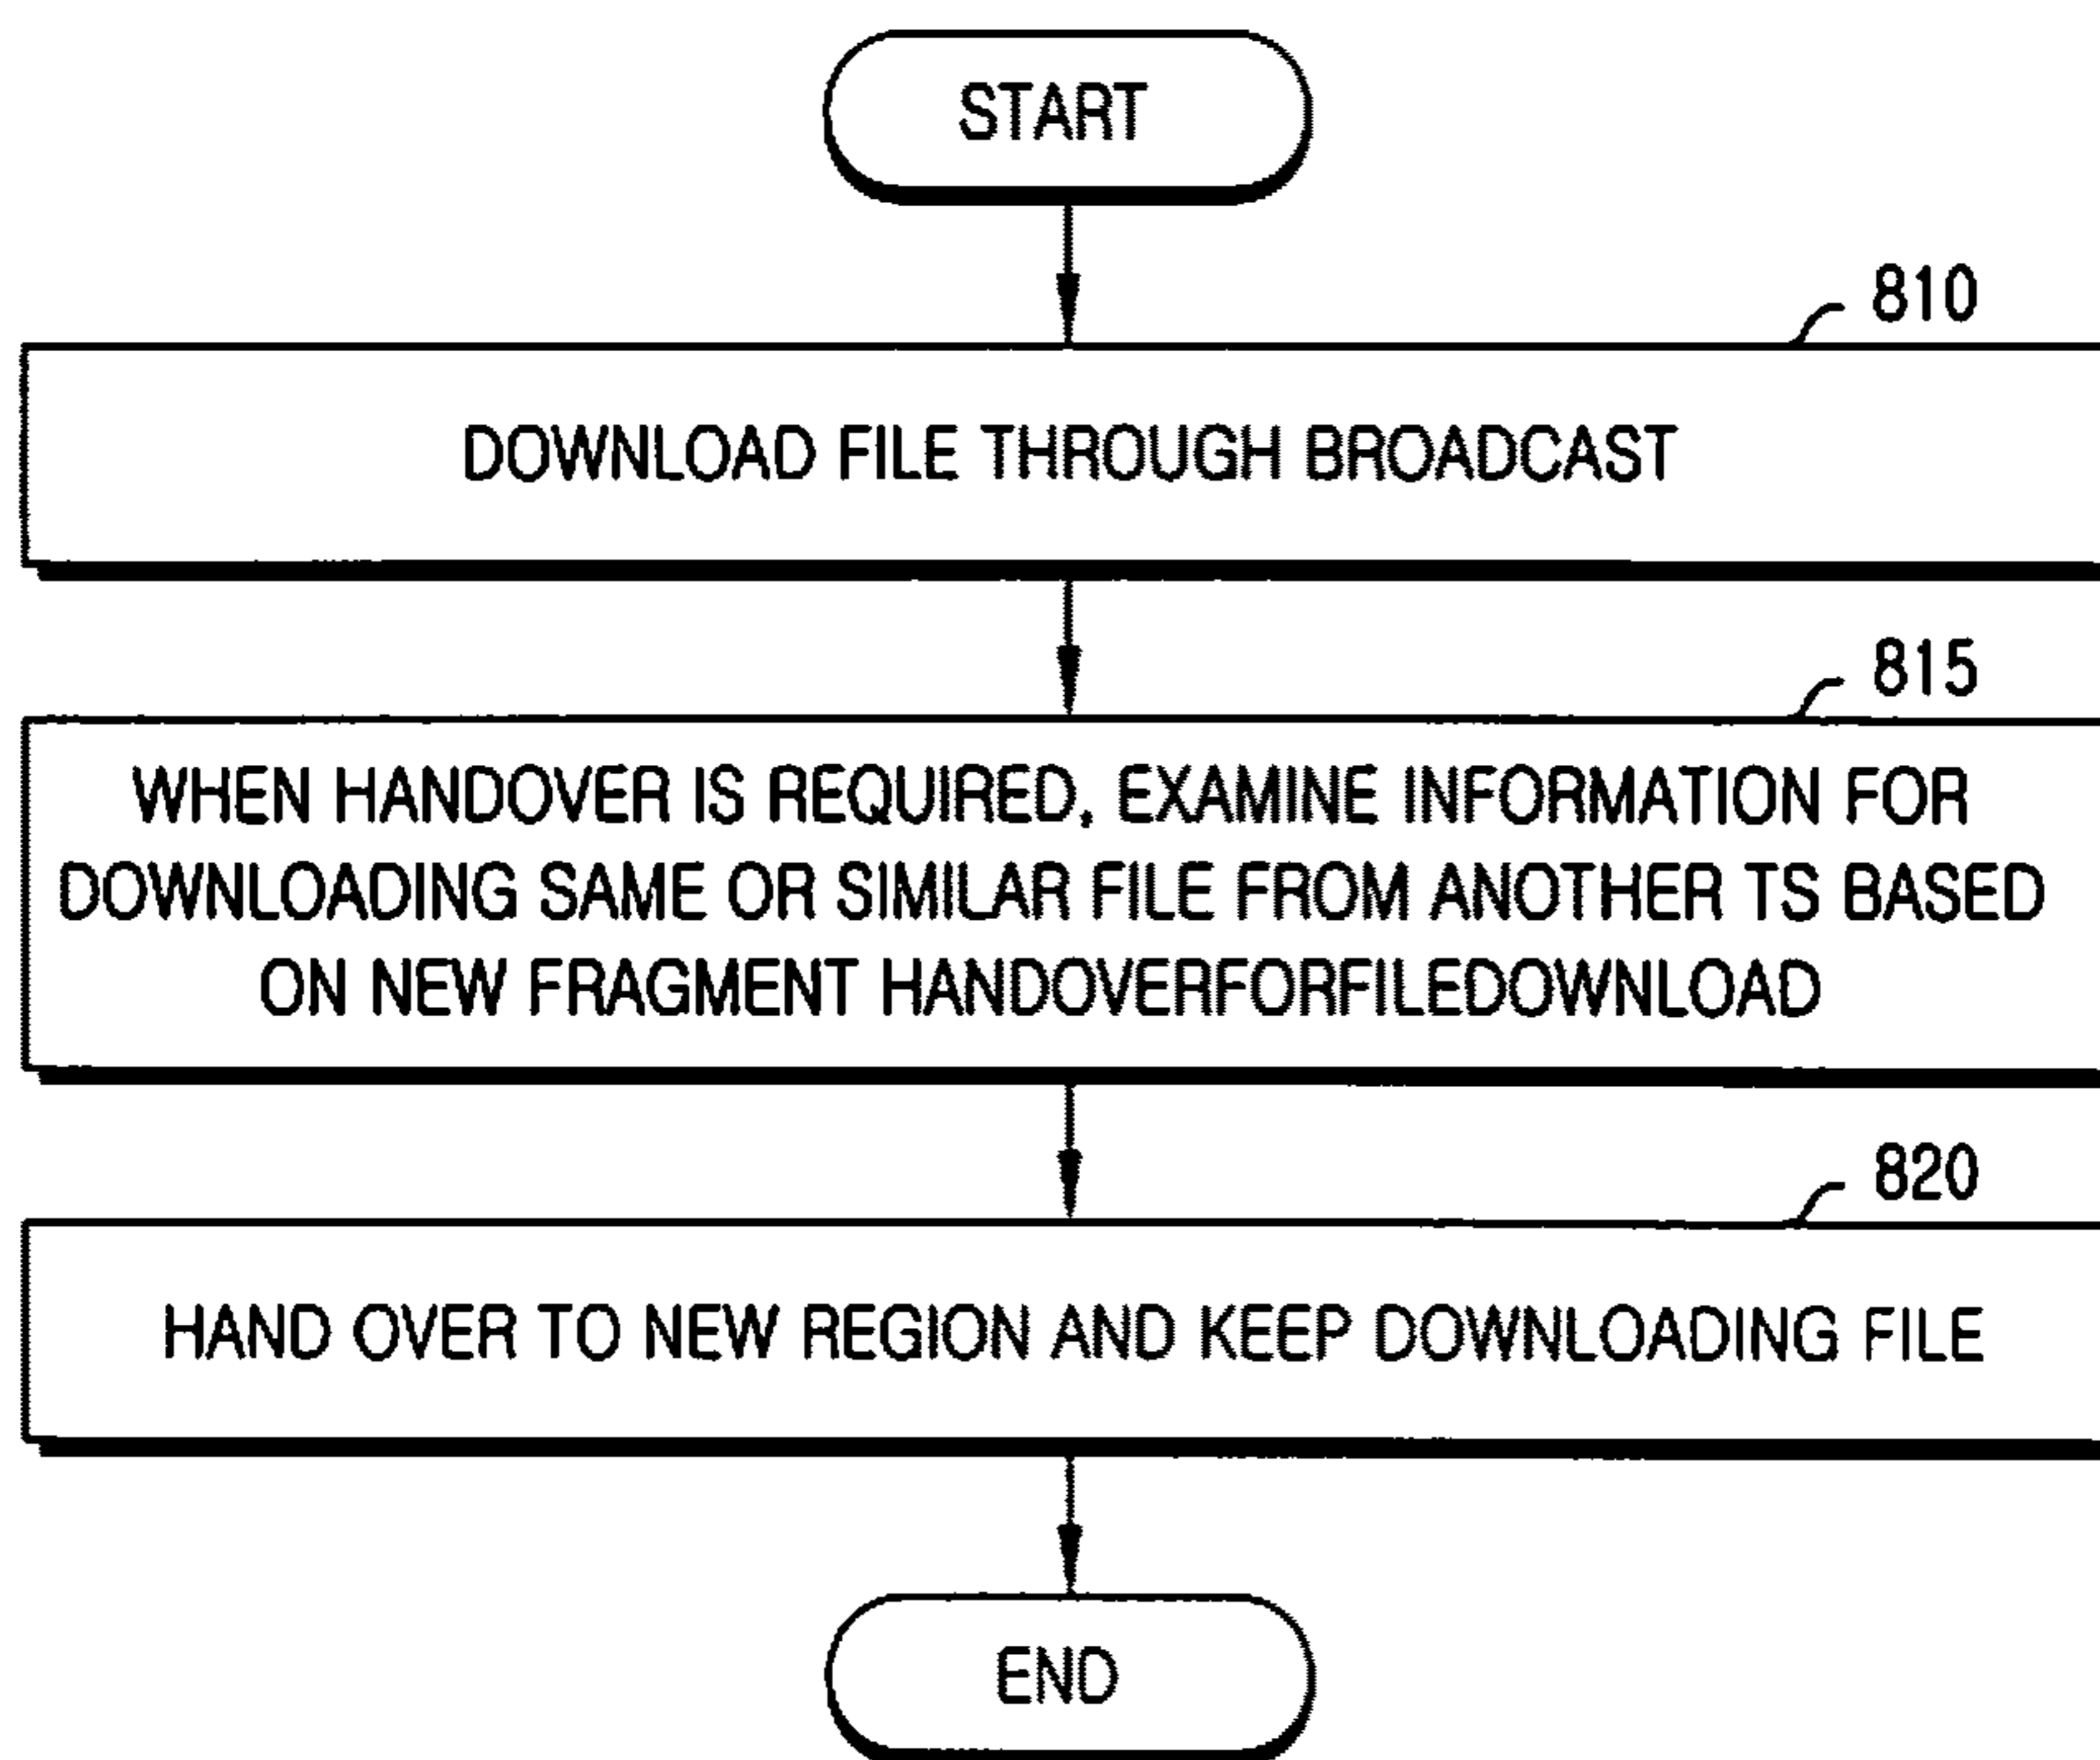 START
810
DOWNLOAD FILE THROUGH BROADCAST
815
WHEN HANDOVER IS REQUIRED, EXAMINE INFORMATION FOR
DOWNLOADING SAME OR SIMILAR FILE FROM ANOTHER TS BASED
ON NEW FRAGMENT HANDOVERFORFILEDOWNLOAD
820
HAND OVER TO NEW REGION AND KEEP DOWNLOADING FILE
END